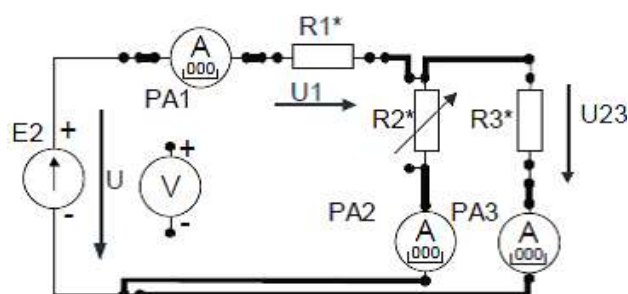 R1*
A
000
PA1
U1
R2*
R3*
U23
E2
+
-
U
+
V
-
PA2
A
000
PA3
A
000